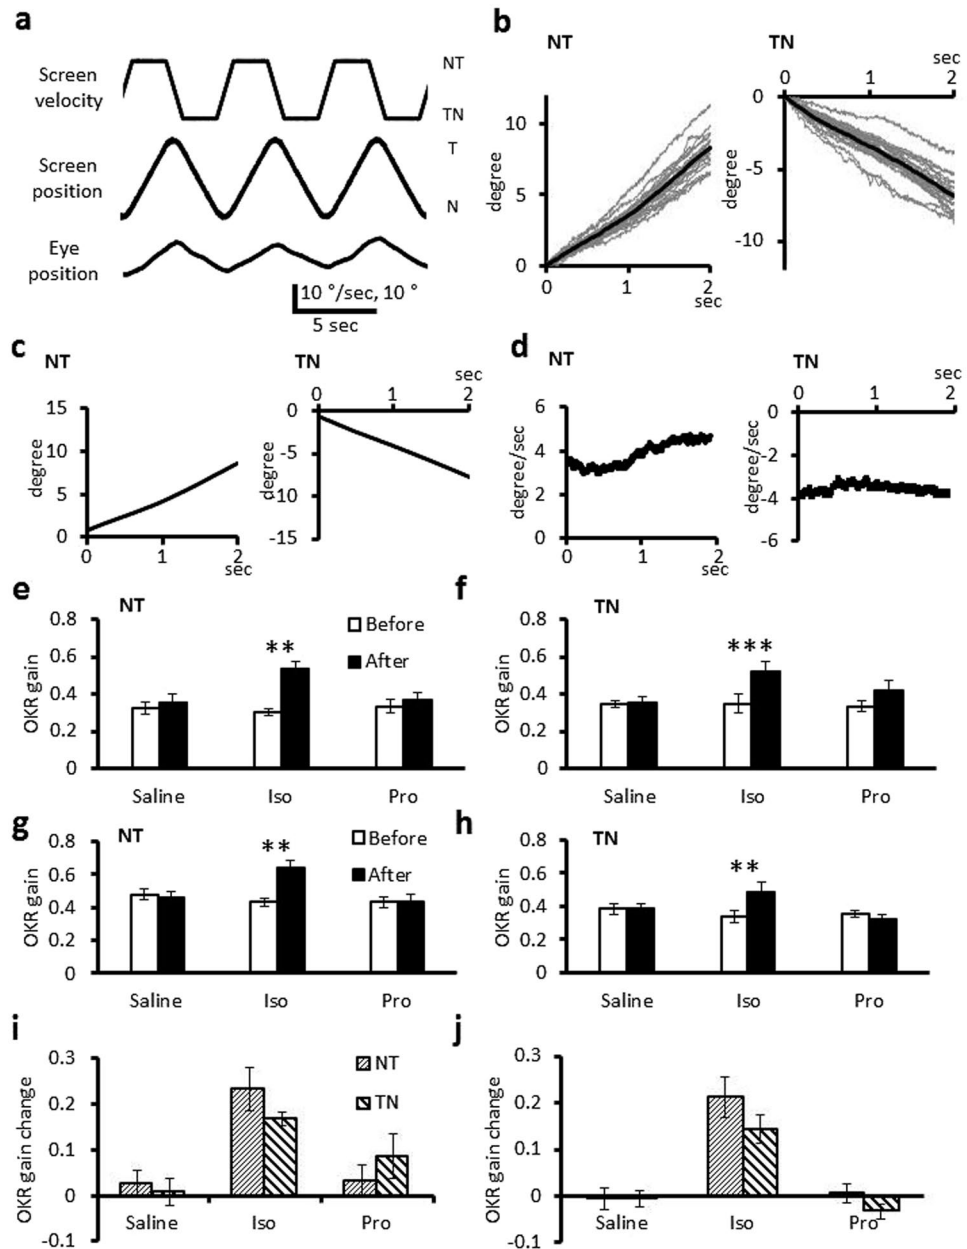 a
Screen velocity
NT
TN
Screen position
T
N
Eye position
10 °/sec, 10 °
5 sec
b
NT
degree
10
5
0
0 1 2
sec
TN
sec
0 1 2
degree
0
-5
-10
c
NT
degree
15
10
5
0
0 1 2
sec
TN
sec
0 1 2
degree
0
-5
-10
-15
d
NT
degree/sec
6
4
2
0
0 1 2
sec
TN
sec
0 1 2
degree/sec
0
-2
-4
-6
e
NT
OKR gain
0.8
0.6
0.4
0.2
0
**
Before
After
Saline Iso Pro
f
TN
OKR gain
0.8
0.6
0.4
0.2
0
***
Saline Iso Pro
g
NT
OKR gain
0.8
0.6
0.4
0.2
0
**
Before
After
Saline Iso Pro
h
TN
OKR gain
0.8
0.6
0.4
0.2
0
**
Saline Iso Pro
i
OKR gain change
0.3
0.2
0.1
0
-0.1
NT
TN
Saline Iso Pro
j
OKR gain change
0.3
0.2
0.1
0
-0.1
Saline Iso Pro